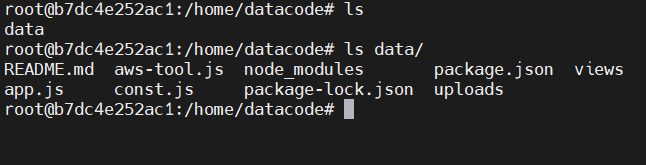 root@b7dc4e252ac1:/home/datacode# ls
data
root@b7dc4e252ac1:/home/datacode# ls data/
README.md  aws-tool.js  node_modules       package.json  views
app.js     const.js     package-lock.json  uploads
root@b7dc4e252ac1:/home/datacode#